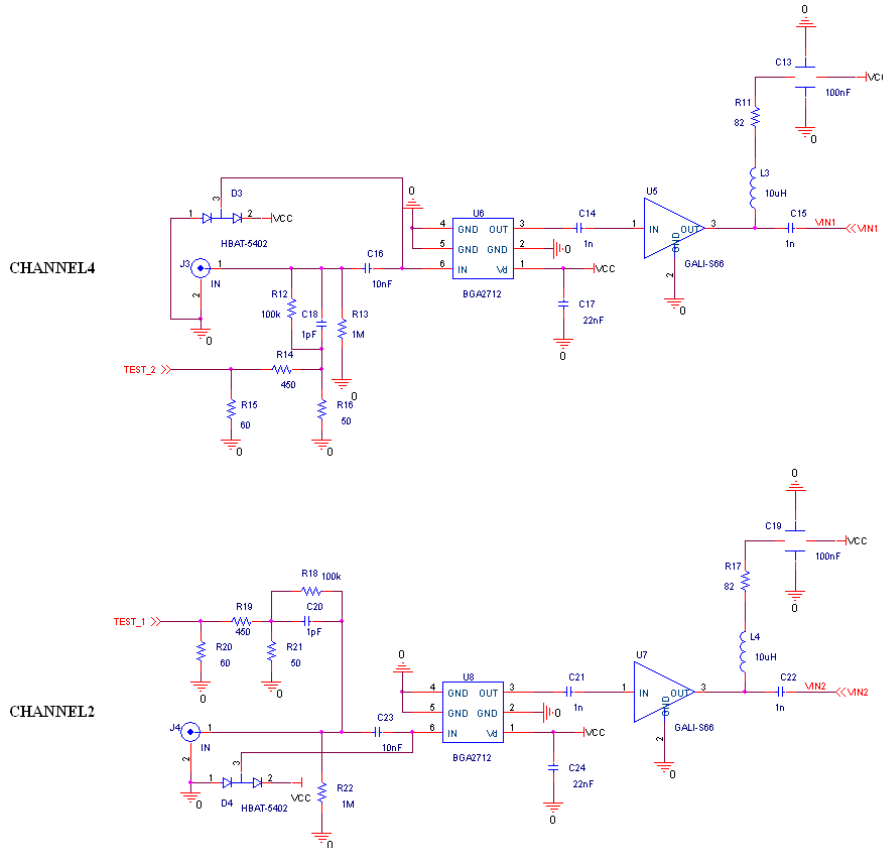 0
C13
VCC
100nF
R11
82
0
D3
3
1
2
VCC
HBAT-5402
L3
10uH
0
U6
C14
U5
C15
VIN1
VIN1
4
GND
OUT
3
1n
1
IN
OUT
3
1n
5
GND
GND
2
0
GND
GALI-S66
2
C16
10nF
6
IN
Vd
1
VCC
BGA2712
C17
22nF
0
0
CHANNEL4
J3
1
2
IN
0
R12
100k
C18
1pF
R13
1M
0
TEST_2
R14
450
R15
60
0
R16
50
0
0
C19
VCC
100nF
R17
82
0
R18
100k
TEST_1
R19
450
C20
1pF
R20
60
0
R21
50
0
L4
10uH
0
U8
C21
U7
C22
VIN2
VIN2
4
GND
OUT
3
1n
1
IN
OUT
3
1n
5
GND
GND
2
0
GND
GALI-S66
2
0
CHANNEL2
J4
1
2
IN
C23
10nF
6
IN
Vd
1
VCC
BGA2712
C24
22nF
0
0
1
3
2
D4
HBAT-5402
VCC
R22
1M
0